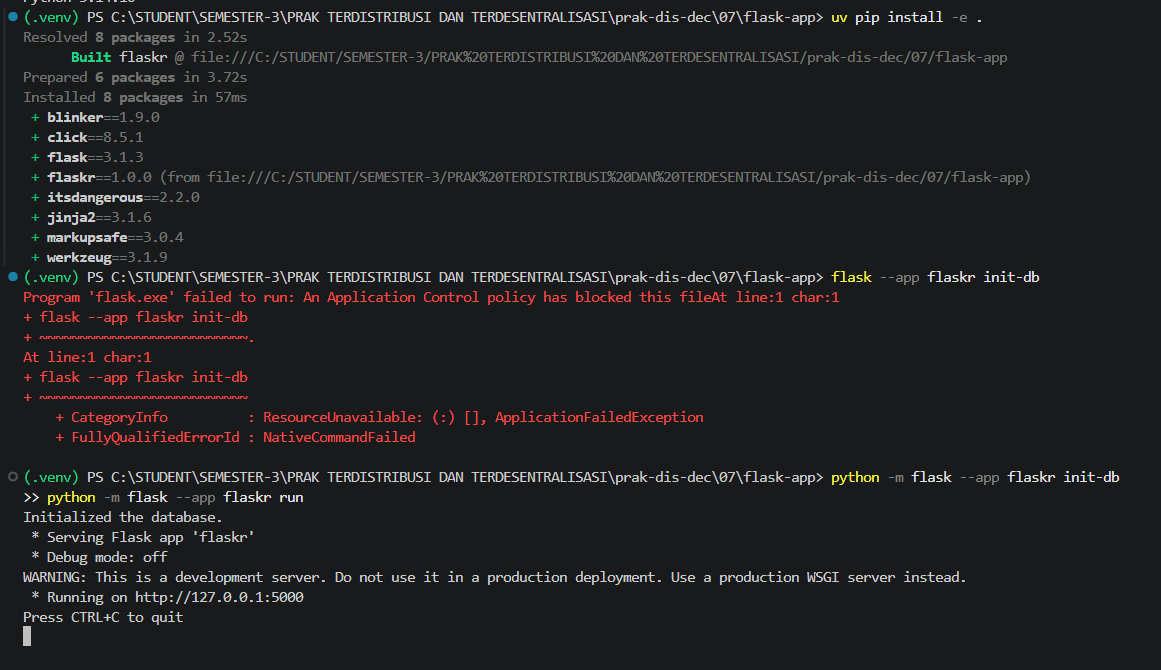 (.venv) PS C:\STUDENT\SEMESTER-3\PRAK TERDISTRIBUSI DAN TERDESENTRALISASI\prak-dis-dec\07\flask-app> uv pip install -e .
Resolved 8 packages in 2.52s
      Built flaskr @ file:///C:/STUDENT/SEMESTER-3/PRAK%20TERDISTRIBUSI%20DAN%20TERDESENTRALISASI/prak-dis-dec/07/flask-app
Prepared 6 packages in 3.72s
Installed 8 packages in 57ms
 + blinker==1.9.0
 + click==8.5.1
 + flask==3.1.3
 + flaskr==1.0.0 (from file:///C:/STUDENT/SEMESTER-3/PRAK%20TERDISTRIBUSI%20DAN%20TERDESENTRALISASI/prak-dis-dec/07/flask-app)
 + itsdangerous==2.2.0
 + jinja2==3.1.6
 + markupsafe==3.0.4
 + werkzeug==3.1.9
(.venv) PS C:\STUDENT\SEMESTER-3\PRAK TERDISTRIBUSI DAN TERDESENTRALISASI\prak-dis-dec\07\flask-app> flask --app flaskr init-db
Program 'flask.exe' failed to run: An Application Control policy has blocked this fileAt line:1 char:1
+ flask --app flaskr init-db
+ ~~~~~~~~~~~~~~~~~~~~~~~~~~.
At line:1 char:1
+ flask --app flaskr init-db
+ ~~~~~~~~~~~~~~~~~~~~~~~~~~
    + CategoryInfo          : ResourceUnavailable: (:) [], ApplicationFailedException
    + FullyQualifiedErrorId : NativeCommandFailed
(.venv) PS C:\STUDENT\SEMESTER-3\PRAK TERDISTRIBUSI DAN TERDESENTRALISASI\prak-dis-dec\07\flask-app> python -m flask --app flaskr init-db
>> python -m flask --app flaskr run
Initialized the database.
 * Serving Flask app 'flaskr'
 * Debug mode: off
WARNING: This is a development server. Do not use it in a production deployment. Use a production WSGI server instead.
 * Running on http://127.0.0.1:5000
Press CTRL+C to quit